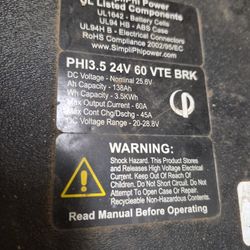 UL Listed Components
UL1642 - Battery Cells
UL94 HB - ABS Case
UL94H B - Electrical Connectors
RoHS Compliance 2002/95/EC
www.SimpliPhiPower.com
PHI3.5 24V 60 VTE BRK
DC Voltage - Nominal 25.6V
Ah Capacity - 138Ah
Wh Capacity - 3.5KWh
Max Output Current - 60A
Max Cont Chg/Dschg - 45A
DC Voltage Range - 20-28.8V
WARNING:
Shock Hazard. This Product Stores
and Releases High Voltage Electrical
Current. Keep Out Of Reach Of
Children. Do Not Short Circuit. Do Not
Attempt To Open Case Or Repair.
Recyclable Non-Hazardous Contents.
Read Manual Before Operating